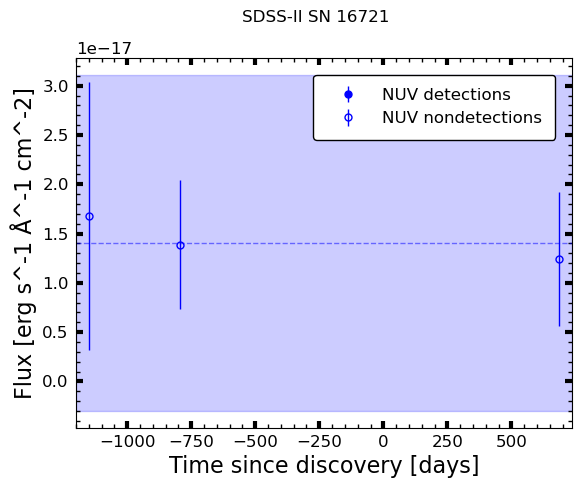 SDSS-II SN 16721
1e−17
NUV detections
NUV nondetections
3.0
2.5
2.0
1.5
1.0
0.5
0.0
Flux [erg s^-1 Å^-1 cm^-2]
−1000 −750 −500 −250 0 250 500
Time since discovery [days]